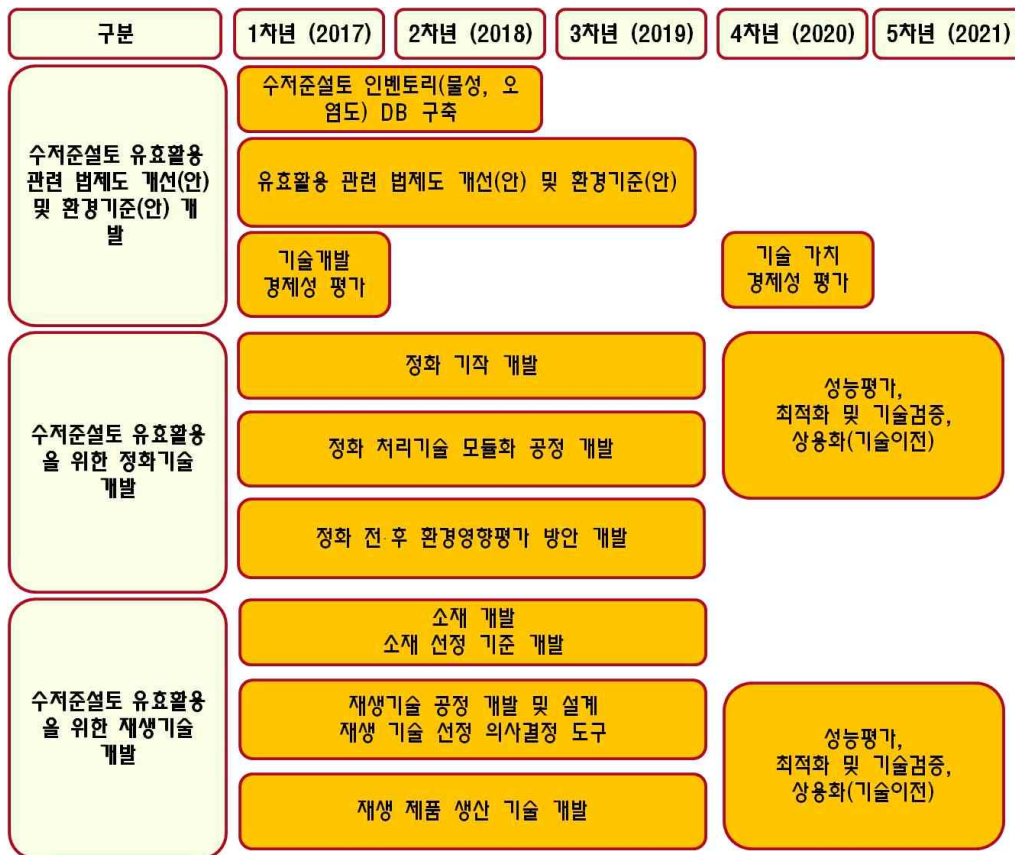 구분
1차년 (2017)
2차년 (2018)
3차년 (2019)
4차년 (2020)
5차년 (2021)
수저준설토 유효활용
관련 법제도 개선(안)
및 환경기준(안) 개
발
수저준설토 인벤토리(물성, 오
염도) DB 구축
유효활용 관련 법제도 개선(안) 및 환경기준(안)
기술개발
경제성 평가
기술 가치
경제성 평가
수저준설토 유효활용
을 위한 정화기술
개발
정화 기작 개발
정화 처리기술 모듈화 공정 개발
정화 전·후 환경영향평가 방안 개발
성능평가,
최적화 및 기술검증,
상용화(기술이전)
수저준설토 유효활용
을 위한 재생기술
개발
소재 개발
소재 선정 기준 개발
재생기술 공정 개발 및 설계
재생 기술 선정 의사결정 도구
재생 제품 생산 기술 개발
성능평가,
최적화 및 기술검증,
상용화(기술이전)